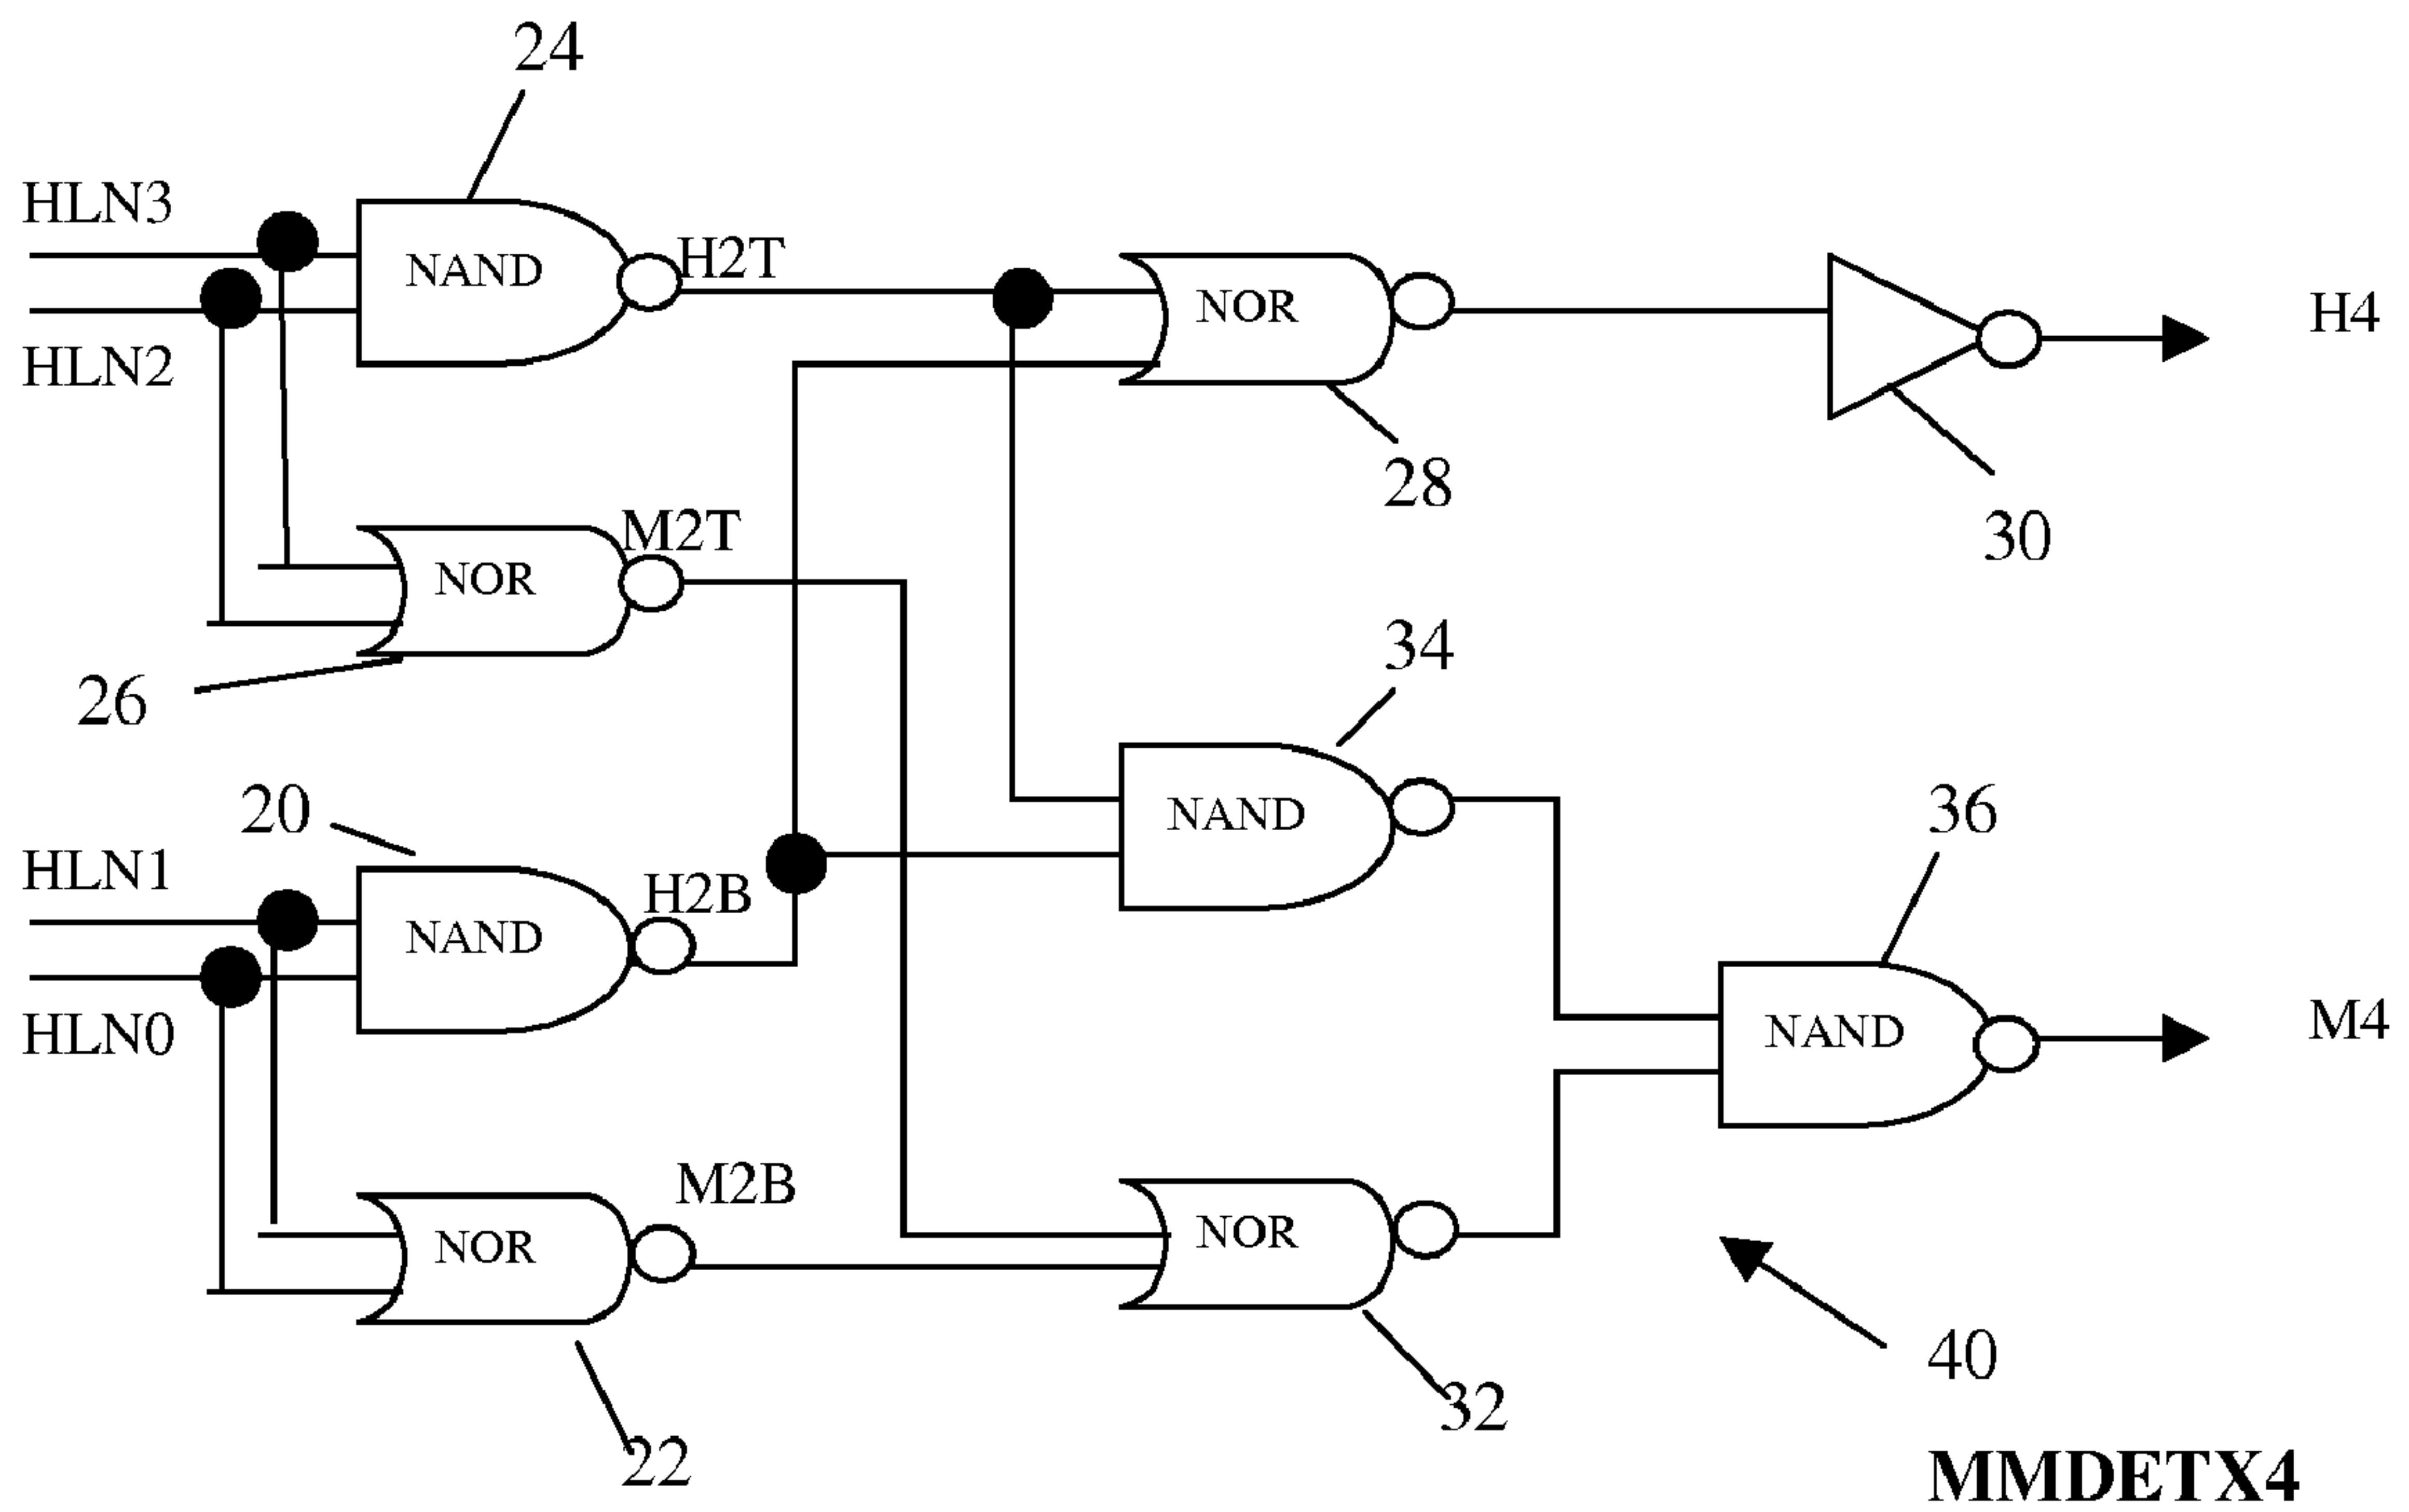 24
HLN3
NAND
H2T
HLN2
NOR
H4
28
30
M2T
NOR
26
34
NAND
20
HLN1
NAND
H2B
HLN0
36
NAND
M4
M2B
NOR
NOR
22
32
40
MMDETX4